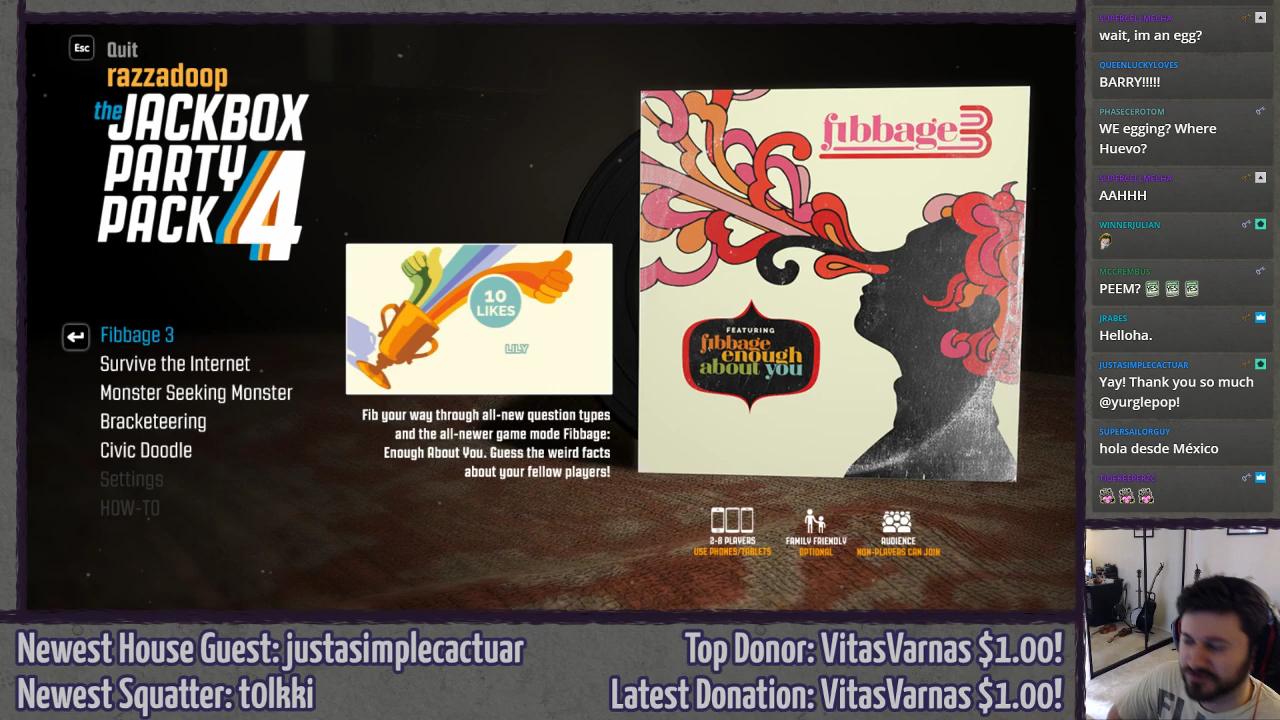 Esc Quit
razzadoop
the JACKBOX
PARTY
PACK 4
Fibbage 3
Survive the Internet
Monster Seeking Monster
Bracketeering
Civic Doodle
Settings
HOW-TO
10
LIKES
LILY
Fib your way through all-new question types
and the all-newer game mode Fibbage:
Enough About You. Guess the weird facts
about your fellow players!
fibbage 3
FEATURING
fibbage
enough
about you
2-8 PLAYERS
USE PHONES/TABLETS
FAMILY FRIENDLY
OPTIONAL
AUDIENCE
NON-PLAYERS CAN JOIN
wait, im an egg?
QUEENLUCKYLOVES
BARRY!!!!!
PHASECEROTOM
WE egging? Where
Huevo?
AAHHH
WINNERJULIAN
MCCREMBUS
PEEM?
JRABES
Helloha.
JUSTASIMPLECACTUAR
Yay! Thank you so much
@yurglepop!
SUPERSAILORGUY
hola desde México
Newest House Guest: justasimplecactuar
Newest Squatter: t0lkki
Top Donor: VitasVarnas $1.00!
Latest Donation: VitasVarnas $1.00!